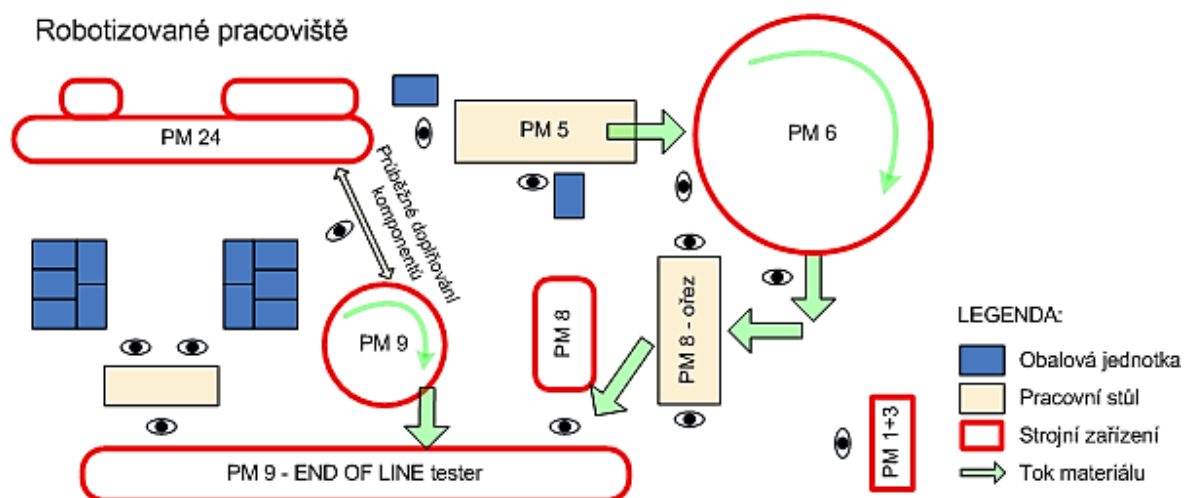 Robotizované pracoviště
PM 24
PM 5
PM 6
Průběžné doplňování
komponentů
PM 9
PM 8
PM 8 - ořez
PM 9 - END OF LINE tester
PM 1+3
LEGENDA:
Obalová jednotka
Pracovní stůl
Strojní zařízení
Tok materiálu